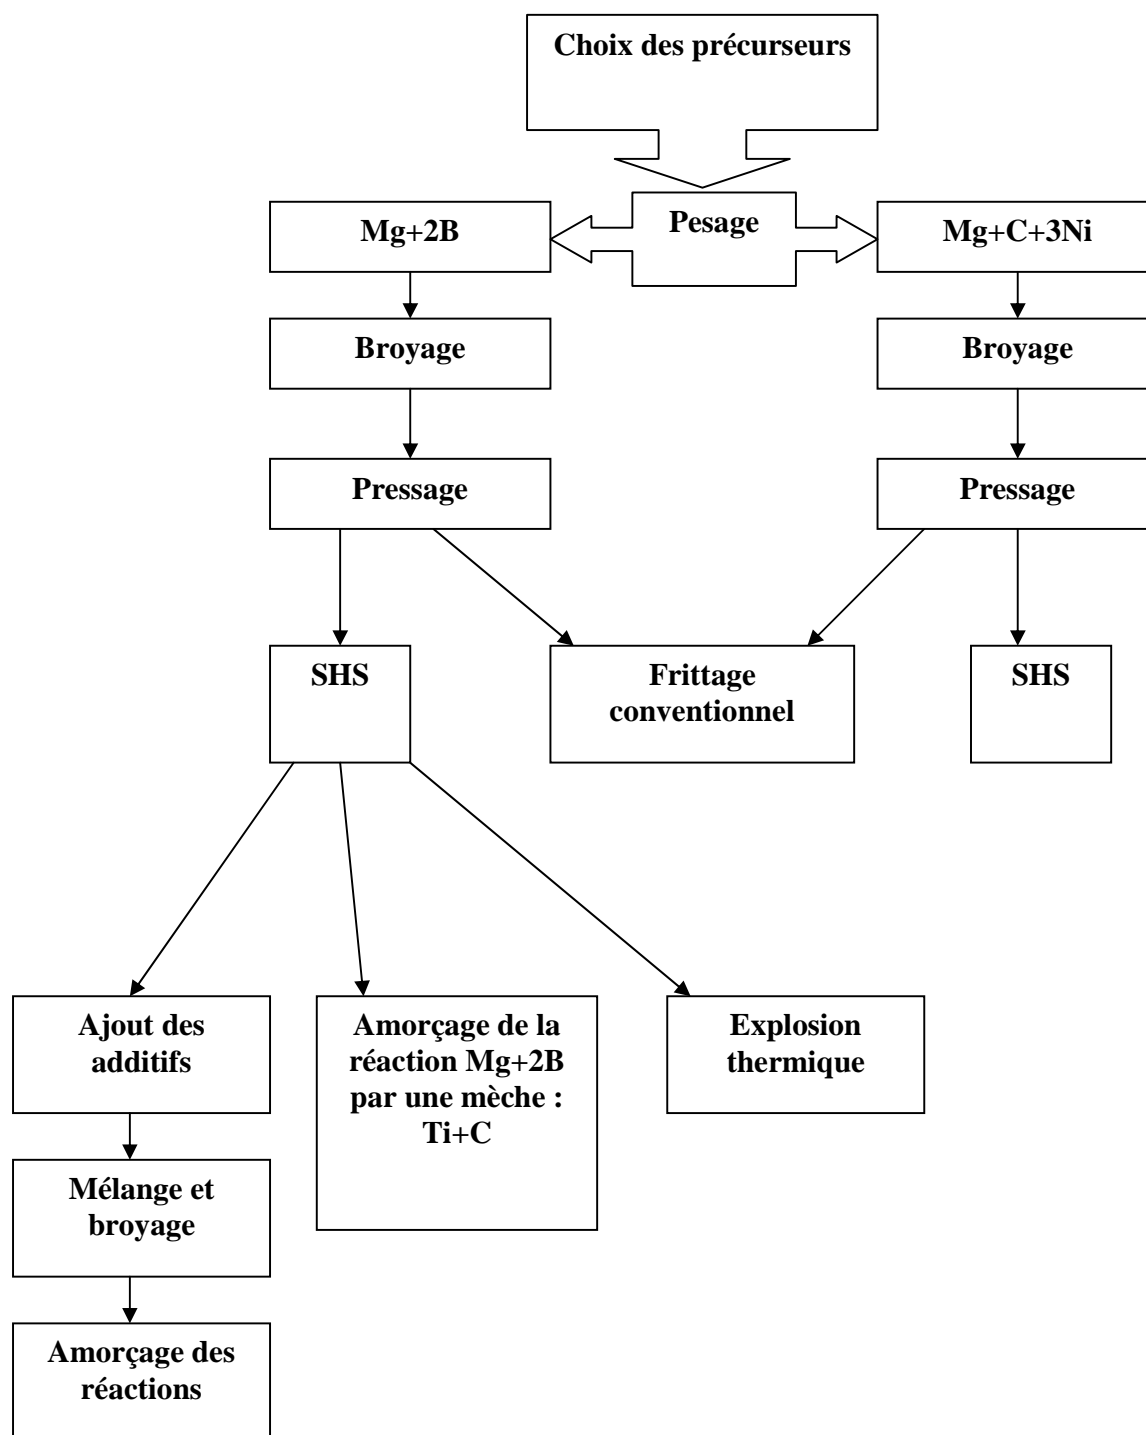 Choix des précurseurs
Pesage
Mg+2B
Mg+C+3Ni
Broyage
Broyage
Pressage
Pressage
SHS
Frittage
conventionnel
SHS
Ajout des
additifs
Amorçage de la
réaction Mg+2B
par une mèche :
Ti+C
Explosion
thermique
Mélange et
broyage
Amorçage des
réactions